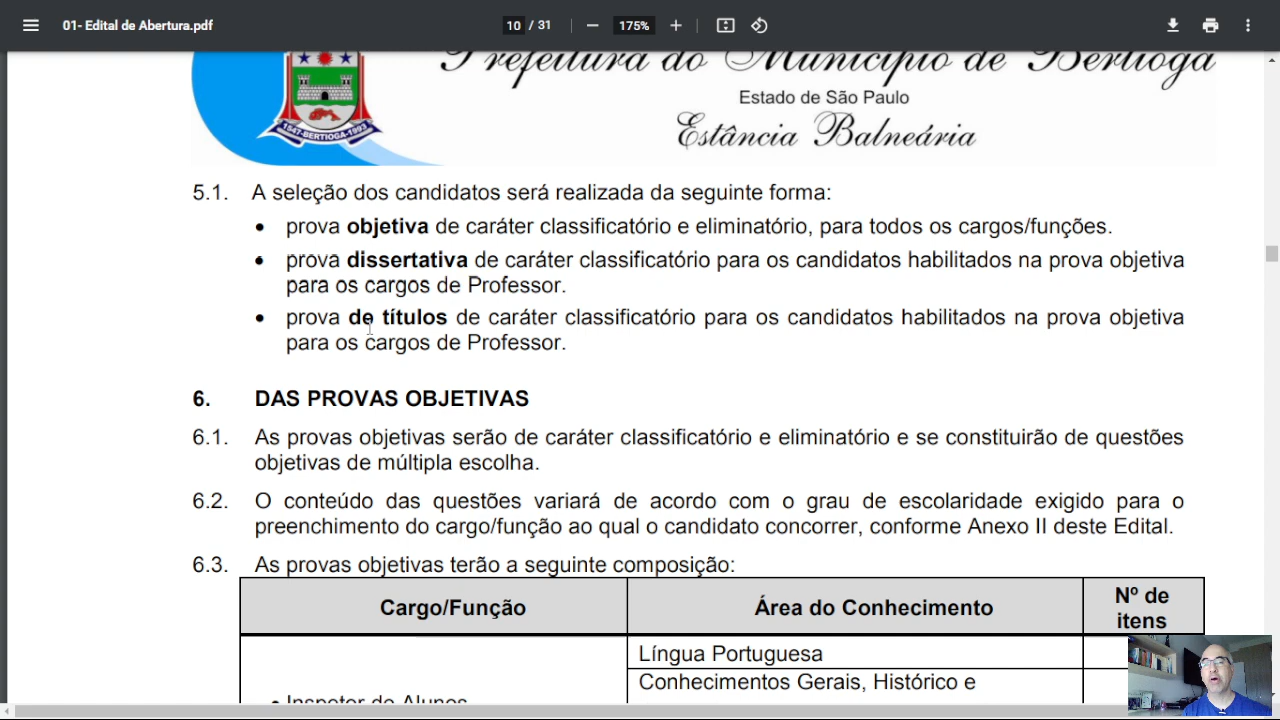 01- Edital de Abertura.pdf
10 / 31
175%
Prefeitura do Município de Bertioga
Estado de São Paulo
Estância Balneária
1547-BERTIOGA-1993
5.1. A seleção dos candidatos será realizada da seguinte forma:
• prova objetiva de caráter classificatório e eliminatório, para todos os cargos/funções.
• prova dissertativa de caráter classificatório para os candidatos habilitados na prova objetiva
para os cargos de Professor.
• prova de títulos de caráter classificatório para os candidatos habilitados na prova objetiva
para os cargos de Professor.
6. DAS PROVAS OBJETIVAS
6.1. As provas objetivas serão de caráter classificatório e eliminatório e se constituirão de questões
objetivas de múltipla escolha.
6.2. O conteúdo das questões variará de acordo com o grau de escolaridade exigido para o
preenchimento do cargo/função ao qual o candidato concorrer, conforme Anexo II deste Edital.
6.3. As provas objetivas terão a seguinte composição:
Cargo/Função
Área do Conhecimento
Nº de
itens
Língua Portuguesa
Conhecimentos Gerais, Histórico e
• Inspetor de Alunos